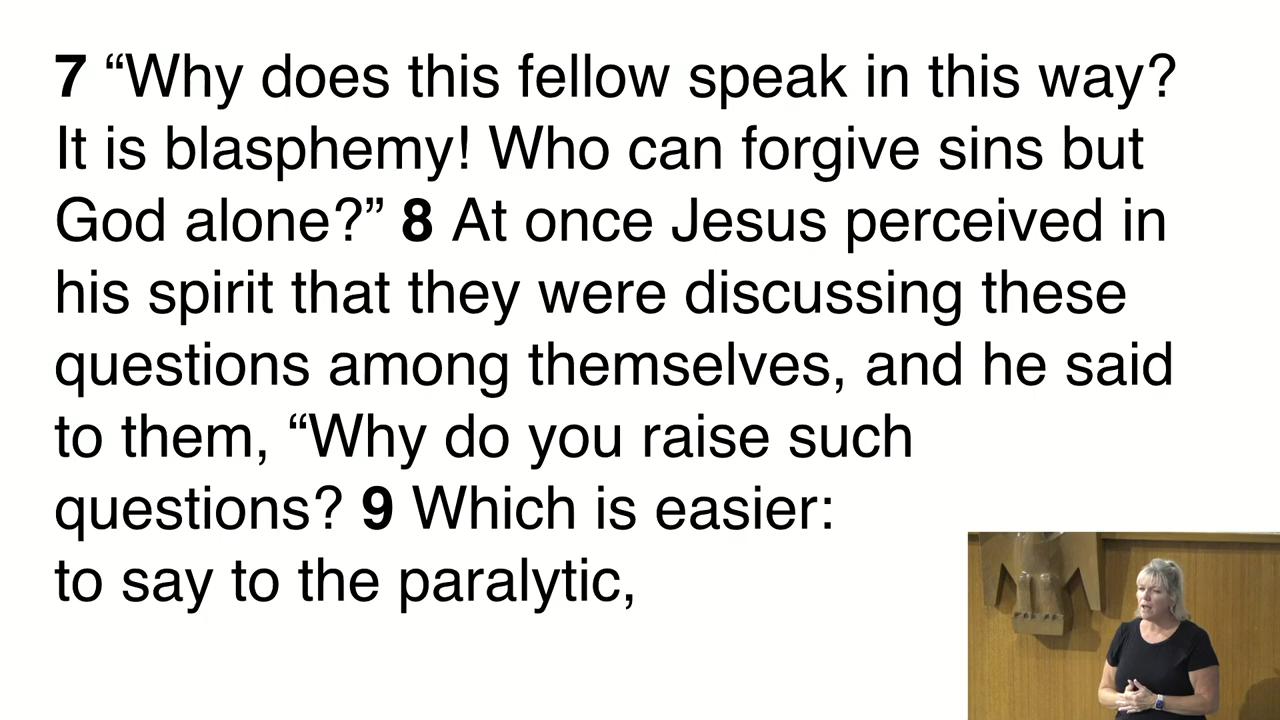 7 “Why does this fellow speak in this way?
It is blasphemy! Who can forgive sins but
God alone?” 8 At once Jesus perceived in
his spirit that they were discussing these
questions among themselves, and he said
to them, “Why do you raise such
questions? 9 Which is easier:
to say to the paralytic,